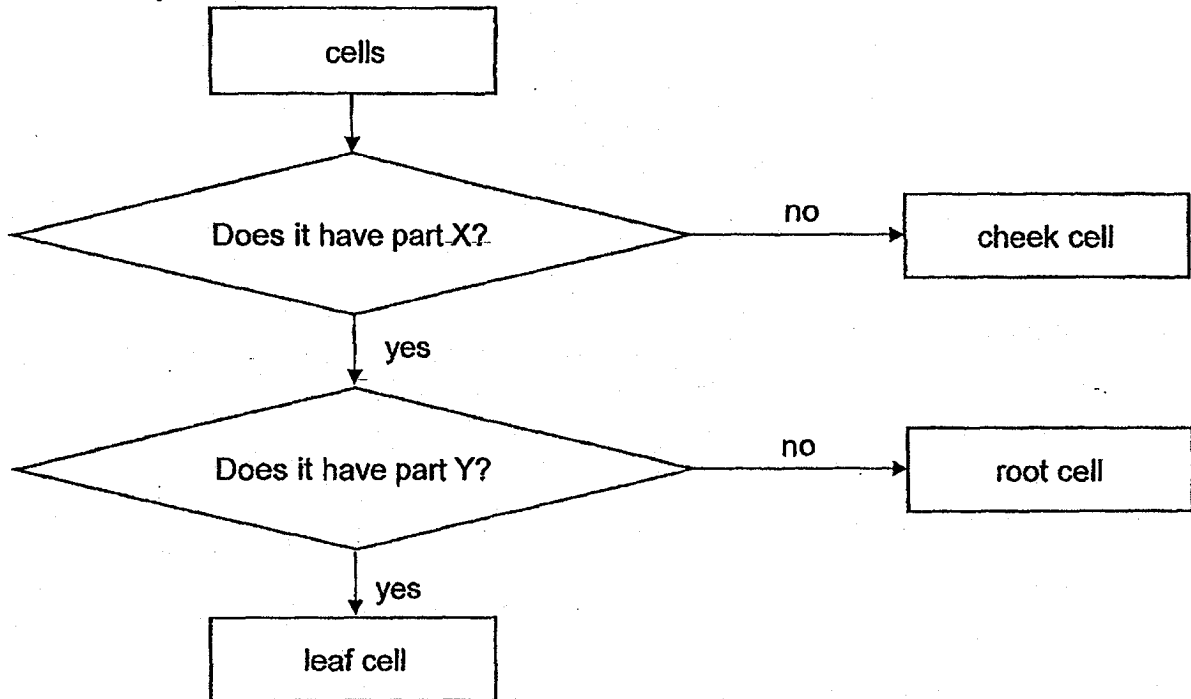 cells
Does it have part X?
no
cheek cell
yes
Does it have part Y?
no
root cell
yes
leaf cell